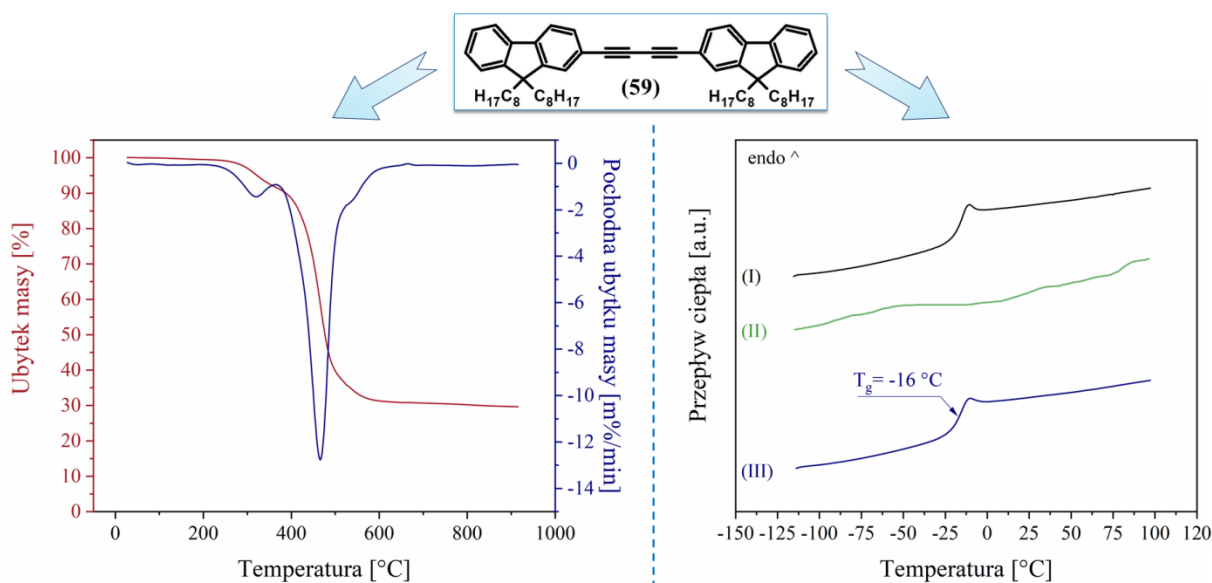 (59)
H17C8 C8H17
H17C8 C8H17
Ubytek masy [%]
100
90
80
70
60
50
40
30
20
10
0
0 200 400 600 800 1000
Temperatura [°C]
0
-2
-4
-6
-8
-10
-12
-14
Pochodna ubytku masy [m%/min]
Przepływ ciepła [a.u.]
endo ^
(I)
(II)
Tg= -16 °C
(III)
-150 -125 -100 -75 -50 -25 0 25 50 75 100 120
Temperatura [°C]